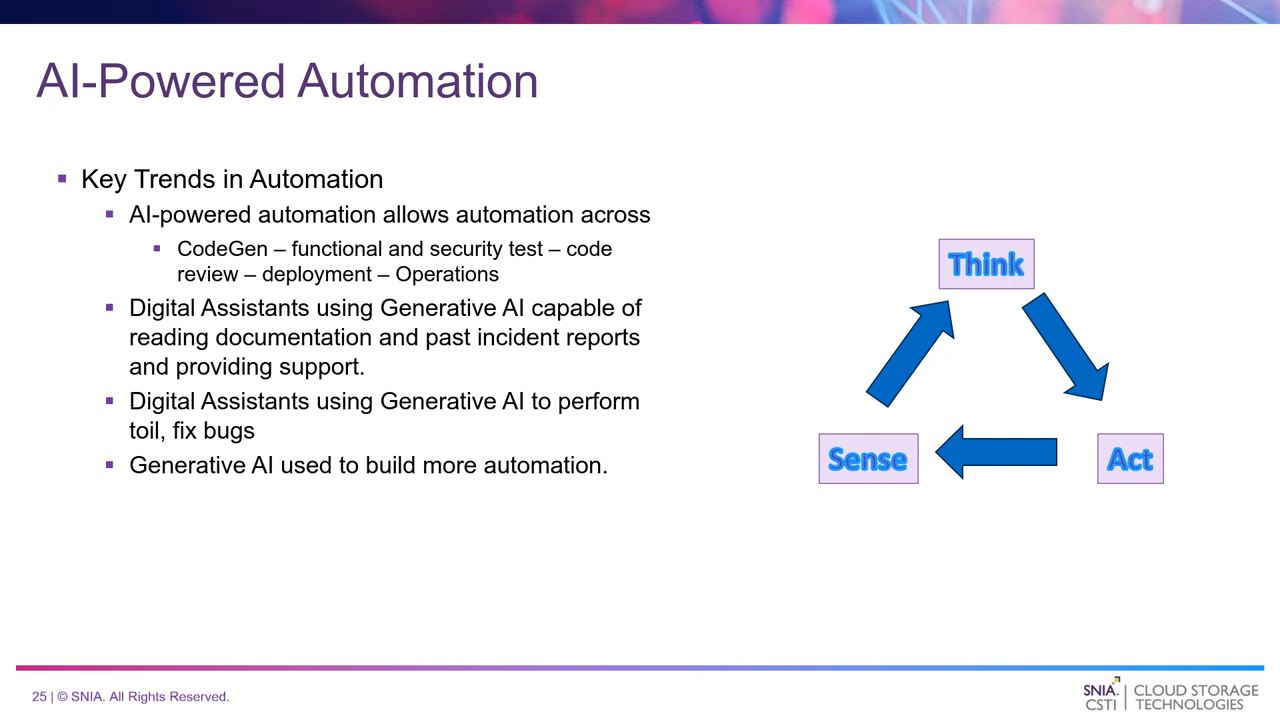 AI-Powered Automation
Key Trends in Automation
AI-powered automation allows automation across
CodeGen – functional and security test – code
review – deployment – Operations
Digital Assistants using Generative AI capable of
reading documentation and past incident reports
and providing support.
Digital Assistants using Generative AI to perform
toil, fix bugs
Generative AI used to build more automation.
Think
Sense
Act
25 | © SNIA. All Rights Reserved.
SNIA.
CSTI
CLOUD STORAGE
TECHNOLOGIES